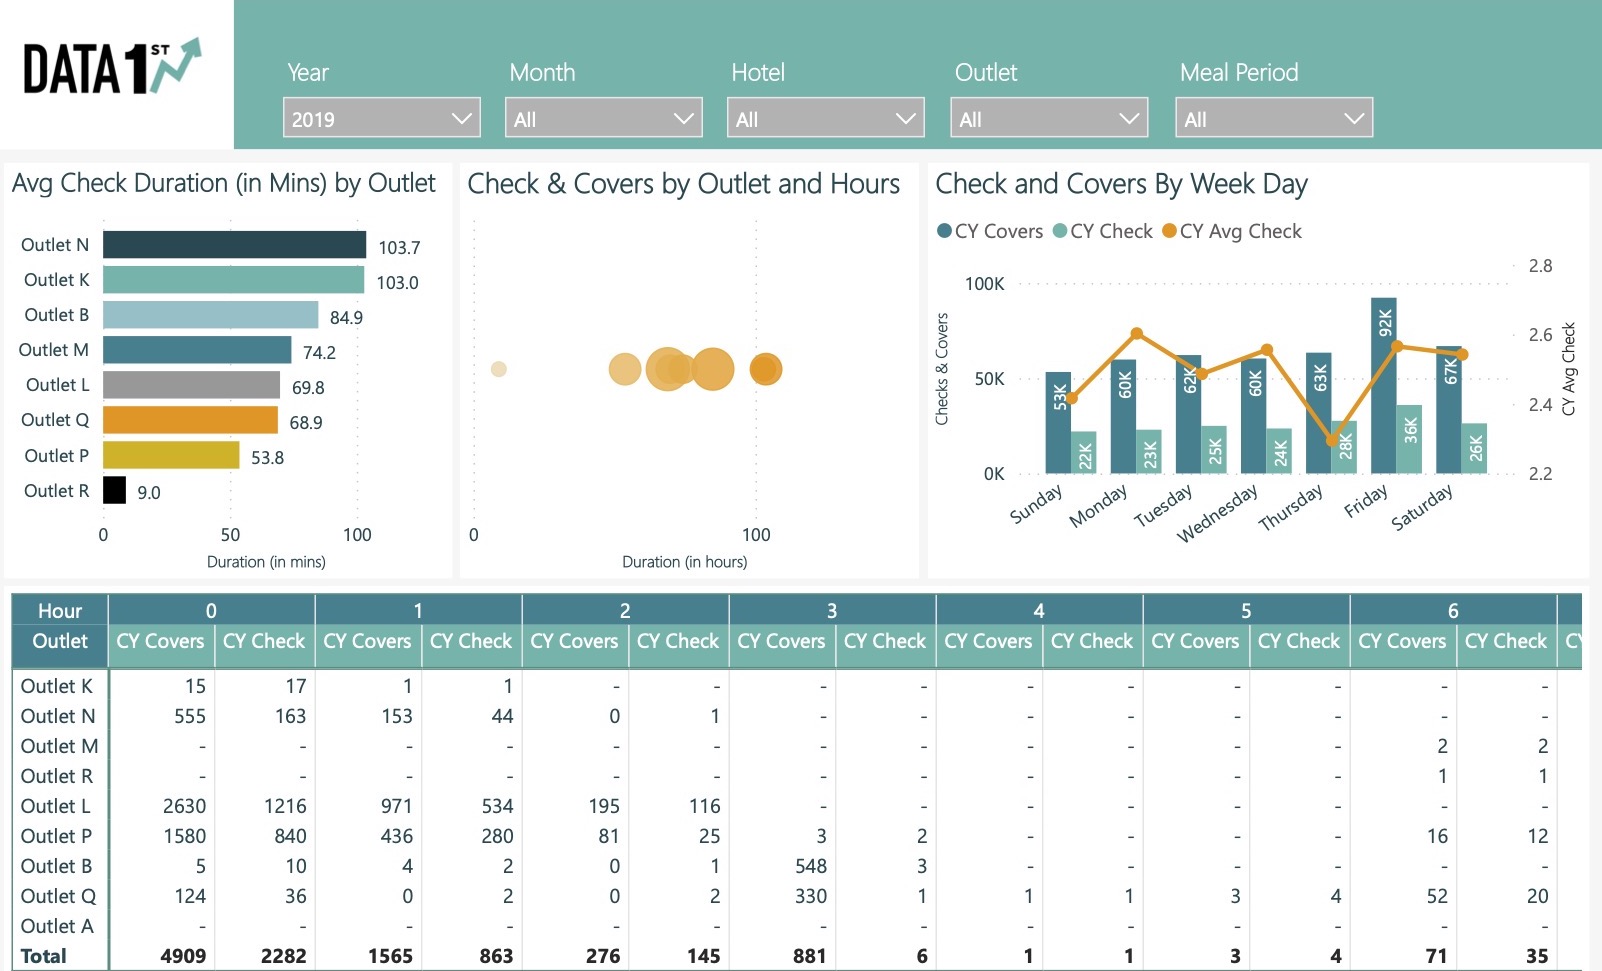 DATA 1ST
Year Month Hotel Outlet Meal Period
2019 All All All All
Avg Check Duration (in Mins) by Outlet
Outlet N 103.7
Outlet K 103.0
Outlet B 84.9
Outlet M 74.2
Outlet L 69.8
Outlet Q 68.9
Outlet P 53.8
Outlet R 9.0
0 50 100
Duration (in mins)
Check & Covers by Outlet and Hours
0 100
Duration (in hours)
Check and Covers By Week Day
CY Covers CY Check CY Avg Check
Checks & Covers
100K
50K
0K
53K 22K 60K 23K 62K 25K 60K 24K 63K 28K 92K 36K 67K 26K
2.8
2.6
2.4
2.2
CY Avg Check
Sunday Monday Tuesday Wednesday Thursday Friday Saturday
Hour 0 1 2 3 4 5 6
Outlet CY Covers CY Check CY Covers CY Check CY Covers CY Check CY Covers CY Check CY Covers CY Check CY Covers CY Check CY Covers CY Check CY
Outlet K 15 17 1 1 - - - - - - - - - -
Outlet N 555 163 153 44 0 1 - - - - - - - -
Outlet M - - - - - - - - - - - - 2 2
Outlet R - - - - - - - - - - - - 1 1
Outlet L 2630 1216 971 534 195 116 - - - - - - - -
Outlet P 1580 840 436 280 81 25 3 2 - - - - 16 12
Outlet B 5 10 4 2 0 1 548 3 - - - - - -
Outlet Q 124 36 0 2 0 2 330 1 1 1 3 4 52 20
Outlet A - - - - - - - - - - - - - -
Total 4909 2282 1565 863 276 145 881 6 1 1 3 4 71 35